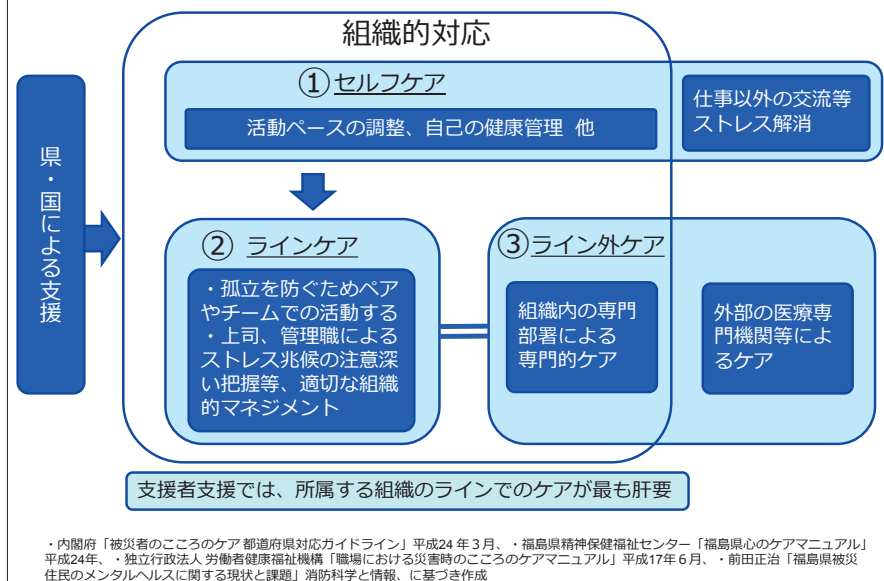 組織的対応
①セルフケア
活動ペースの調整、自己の健康管理 他
仕事以外の交流等
ストレス解消
県・国による支援
② ラインケア
・孤立を防ぐためペア
やチームでの活動する
・上司、管理職による
ストレス兆候の注意深
い把握等、適切な組織
的マネジメント
③ライン外ケア
組織内の専門
部署による
専門的ケア
外部の医療専
門機関等によ
るケア
支援者支援では、所属する組織のラインでのケアが最も肝要
・内閣府「被災者のこころのケア 都道府県対応ガイドライン」平成24 年３月、・福島県精神保健福祉センター「福島県心のケアマニュアル」
平成24年、・独立行政法人 労働者健康福祉機構「職場における災害時のこころのケアマニュアル」平成17年６月、・前田正治「福島県被災
住民のメンタルヘルスに関する現状と課題」消防科学と情報、に基づき作成